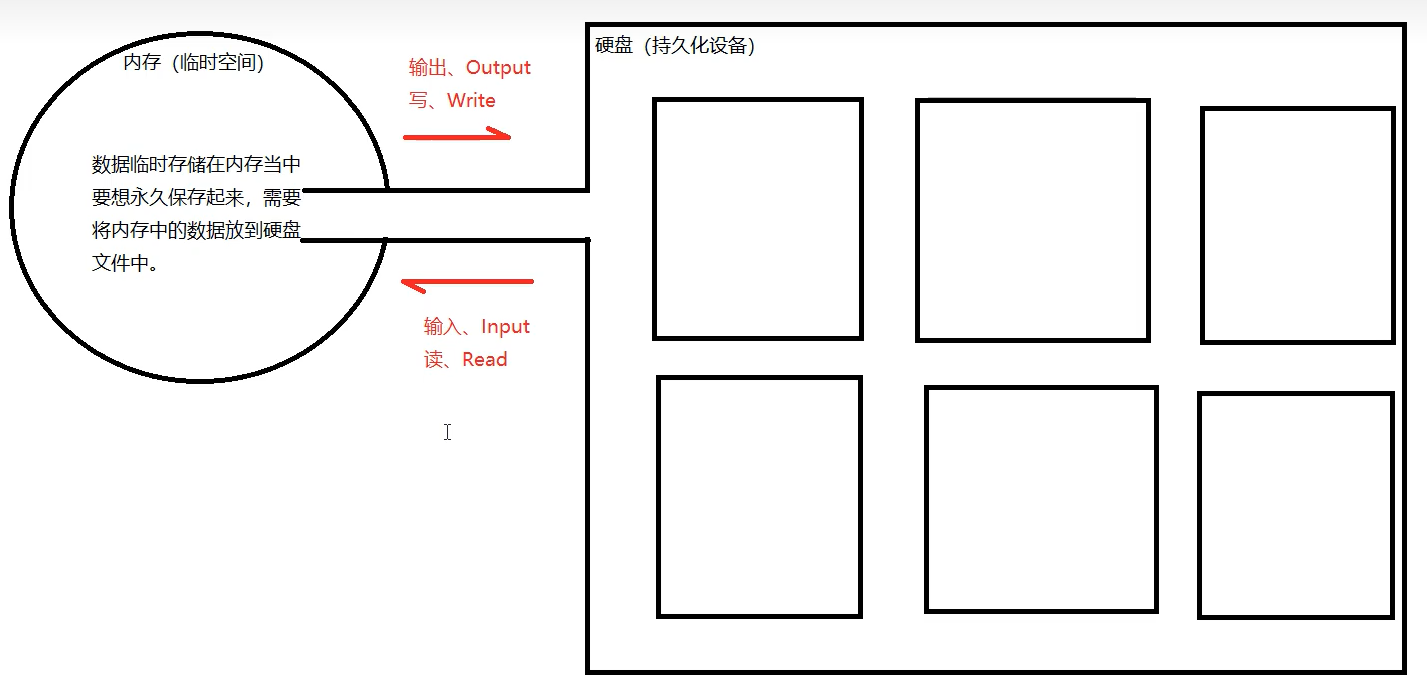 内存（临时空间）
数据临时存储在内存当中
要想永久保存起来，需要
将内存中的数据放到硬盘
文件中。
输出、Output
写、Write
输入、Input
读、Read
硬盘（持久化设备）